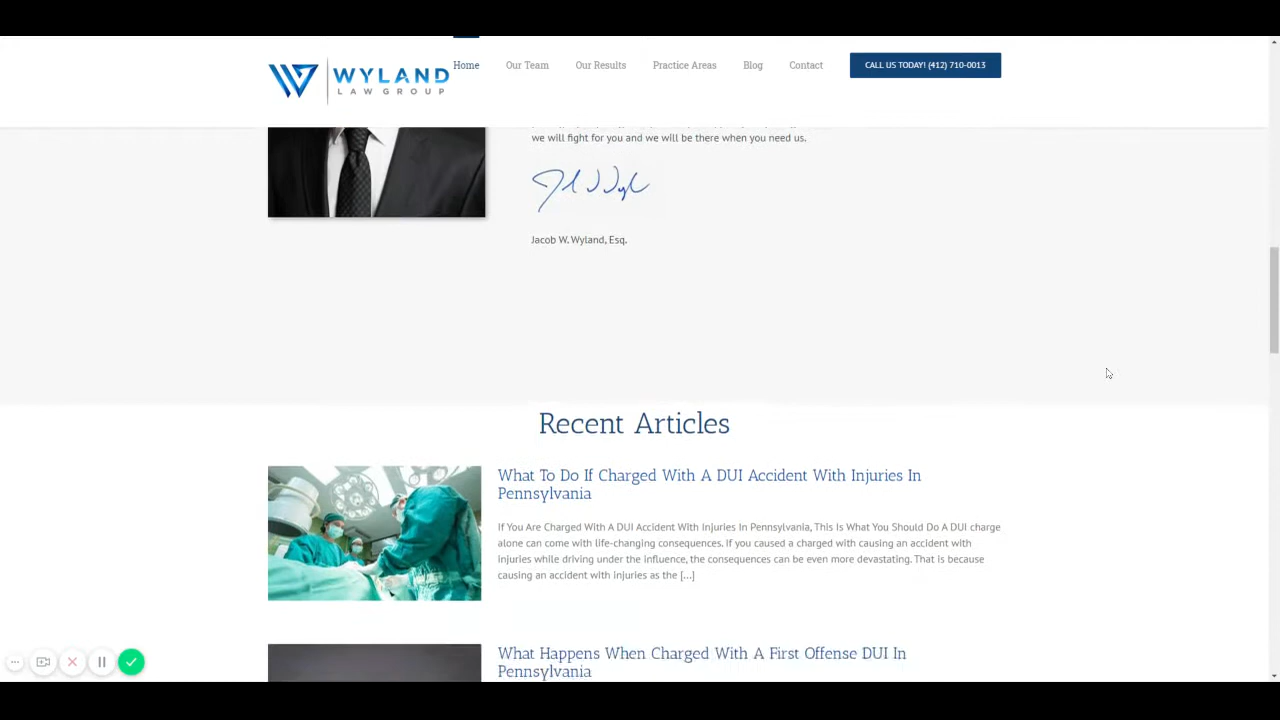 WYLAND
LAW GROUP
Home
Our Team
Our Results
Practice Areas
Blog
Contact
CALL US TODAY! (412) 710-0013
we will fight for you and we will be there when you need us.
Jacob W. Wyland, Esq.
Recent Articles
What To Do If Charged With A DUI Accident With Injuries In
Pennsylvania
If You Are Charged With A DUI Accident With Injuries In Pennsylvania, This Is What You Should Do A DUI charge
alone can come with life-changing consequences. If you caused a charged with causing an accident with
injuries while driving under the influence, the consequences can be even more devastating. That is because
causing an accident with injuries as the [...]
What Happens When Charged With A First Offense DUI In
Pennsylvania